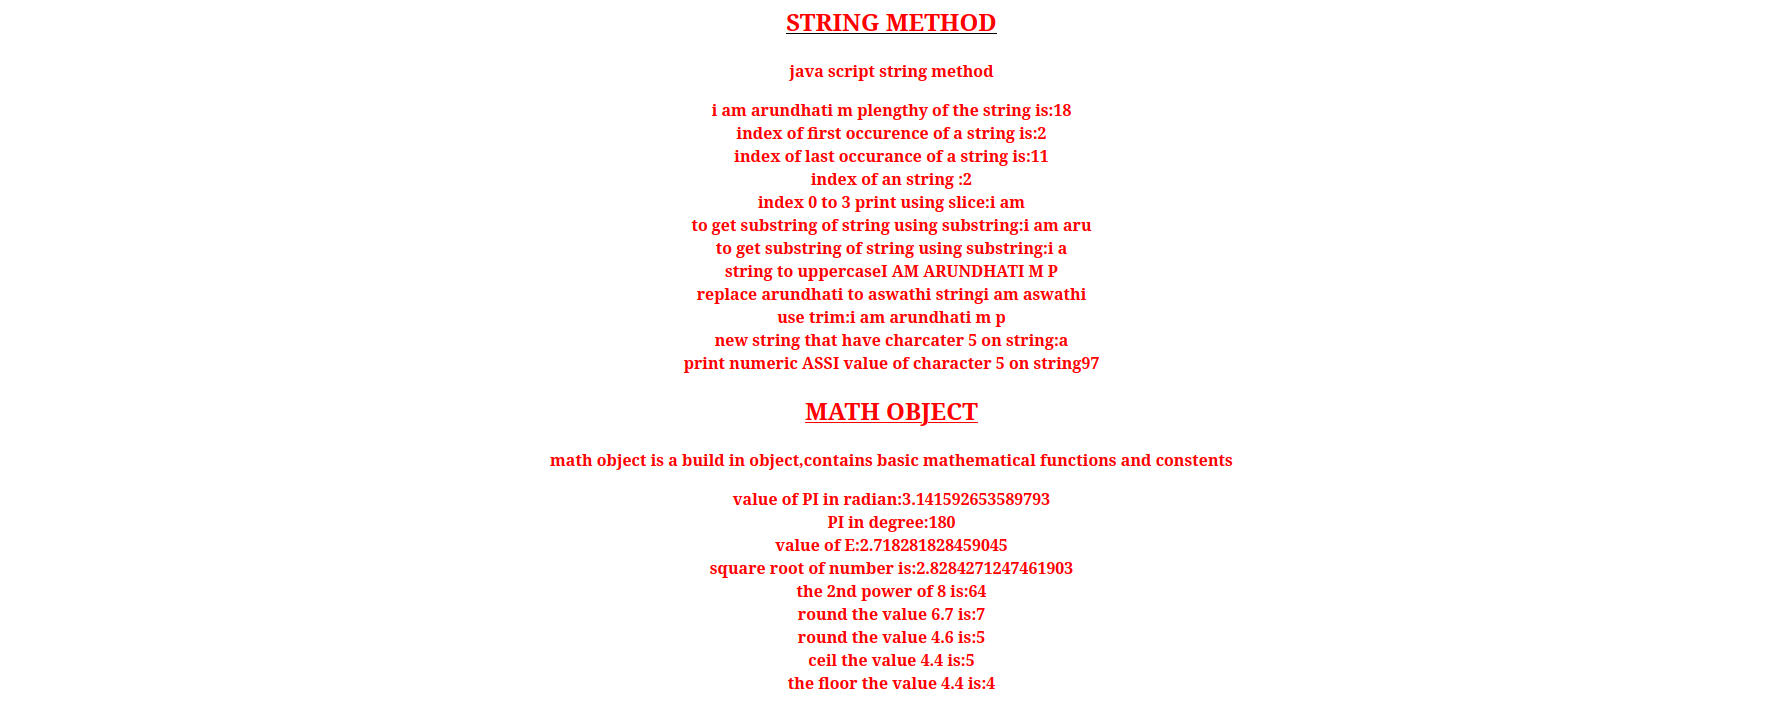 STRING METHOD
java script string method
i am arundhati m plengthy of the string is:18
index of first occurence of a string is:2
index of last occurance of a string is:11
index of an string :2
index 0 to 3 print using slice:i am
to get substring of string using substring:i am aru
to get substring of string using substring:i a
string to uppercaseI AM ARUNDHATI M P
replace arundhati to aswathi stringi am aswathi
use trim:i am arundhati m p
new string that have charcater 5 on string:a
print numeric ASSI value of character 5 on string97
MATH OBJECT
math object is a build in object,contains basic mathematical functions and constents
value of PI in radian:3.141592653589793
PI in degree:180
value of E:2.718281828459045
square root of number is:2.8284271247461903
the 2nd power of 8 is:64
round the value 6.7 is:7
round the value 4.6 is:5
ceil the value 4.4 is:5
the floor the value 4.4 is:4